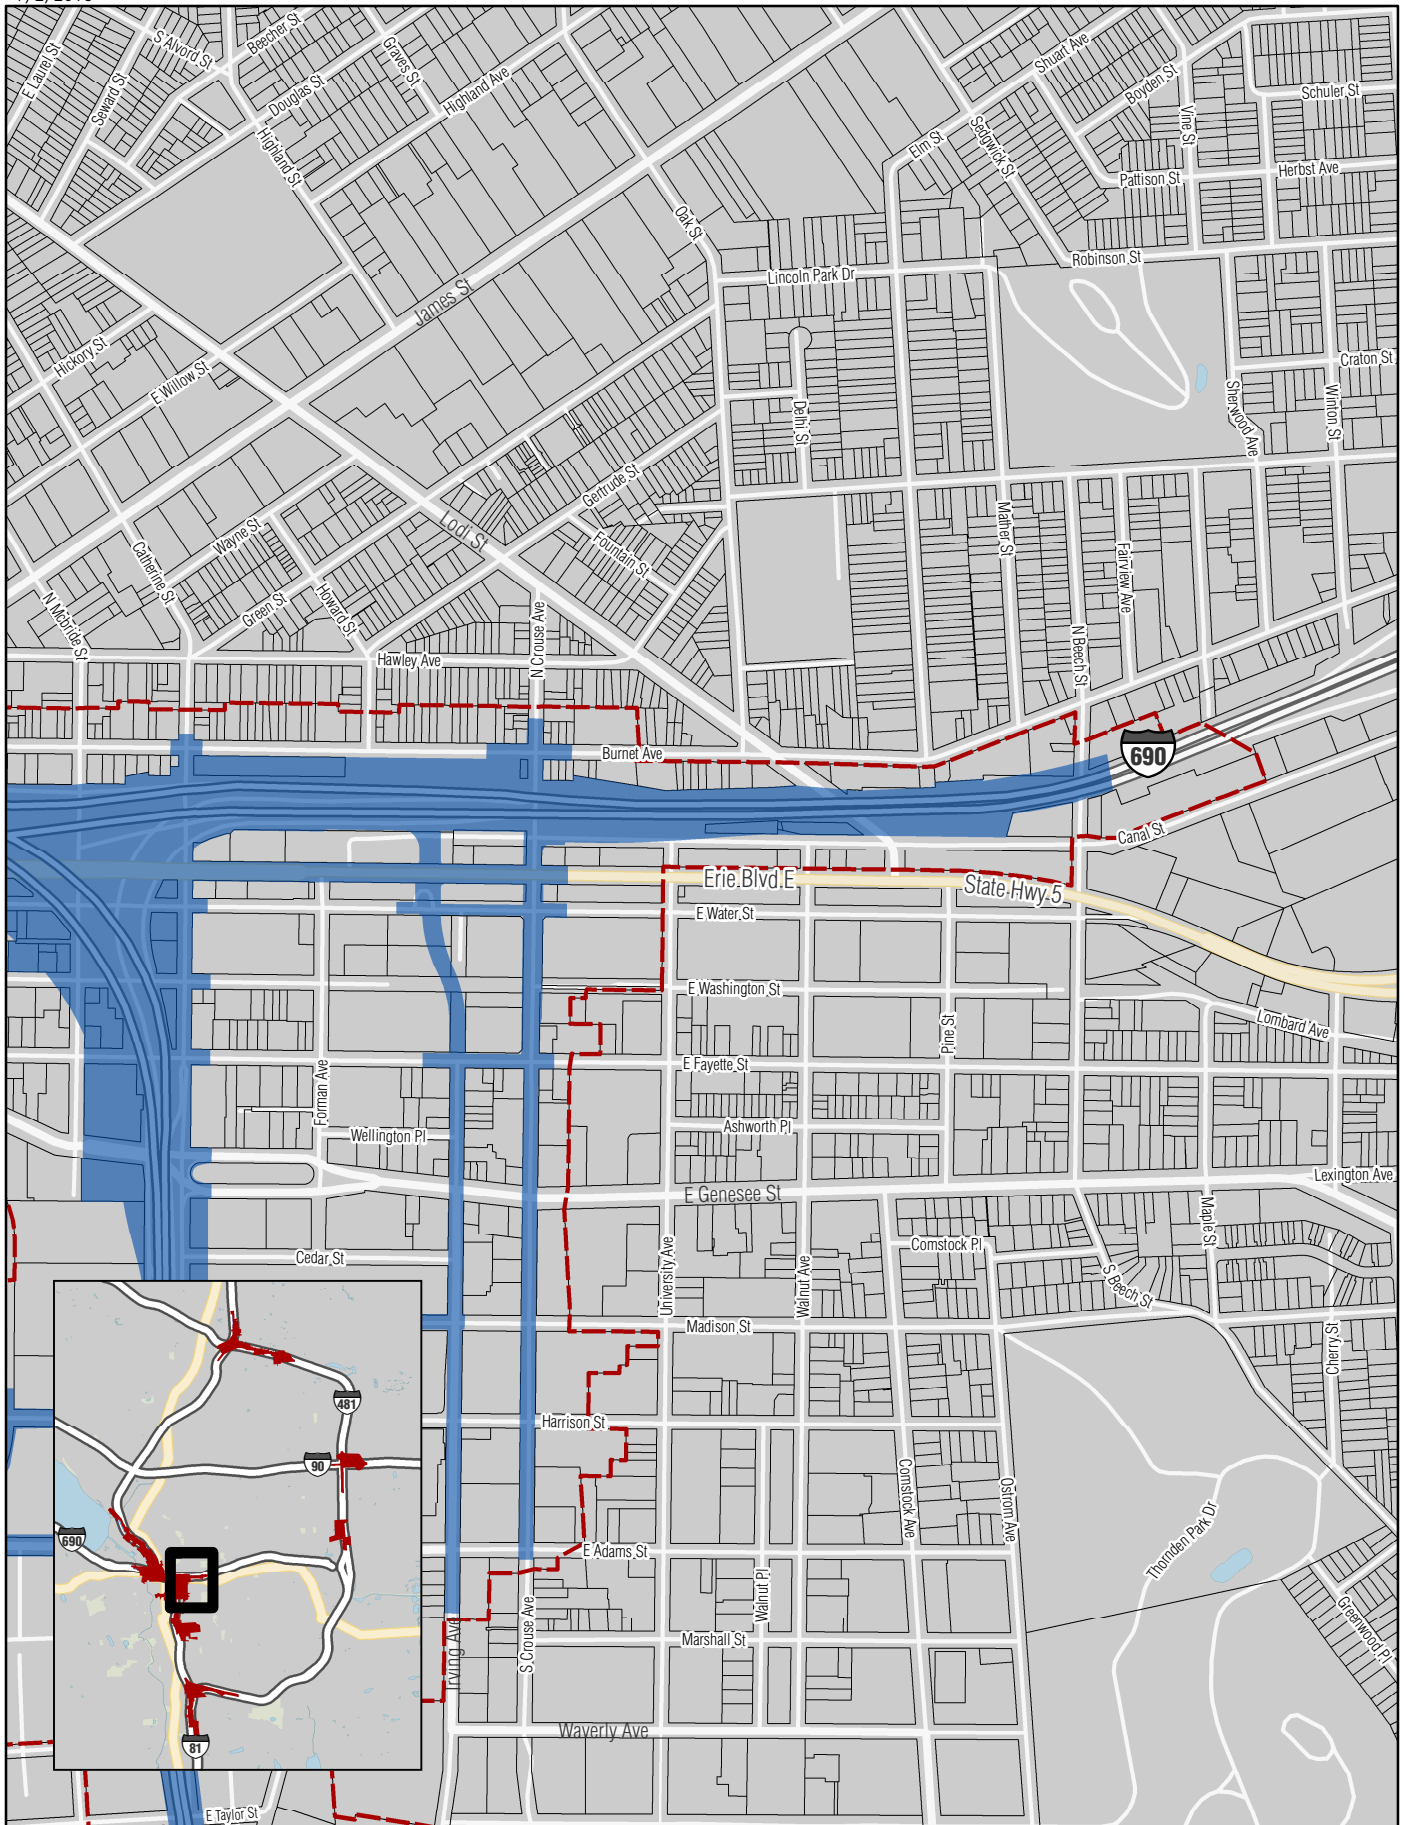 S Alvord St
Beecher St
Graves St
E Laurel St
Seward St
Douglas St
Highland Ave
Shuart Ave
Boyden St
Schuler St
Vine St
Highland St
Elm St
Sedgwick St
Pattison St
Herbst Ave
Oak St
Lincoln Park Dr
Robinson St
James St
Hickory St
E Willow St
Craton St
Delhi St
Sherwood Ave
Winton St
Gertrude St
Lodi St
Wayne St
Fountain St
Mather St
Catherine St
Fairview Ave
N Mcbride St
Green St
Howard St
N Crouse Ave
N Beech St
Hawley Ave
Burnet Ave
690
Canal St
Erie Blvd E
State Hwy 5
E Water St
E Washington St
Pine St
Lombard Ave
E Fayette St
Forman Ave
Ashworth Pl
Wellington Pl
E Genesee St
Lexington Ave
Maple St
Comstock Pl
Cedar St
University Ave
Walnut Ave
S Beech St
Madison St
Cherry St
481
Harrison St
90
Comstock Ave
Ostrom Ave
690
Thornden Park Dr
E Adams St
Walnut Pl
Greenwood Pl
S Crouse Ave
Irving Ave
Marshall St
Waverly Ave
81
E Taylor St